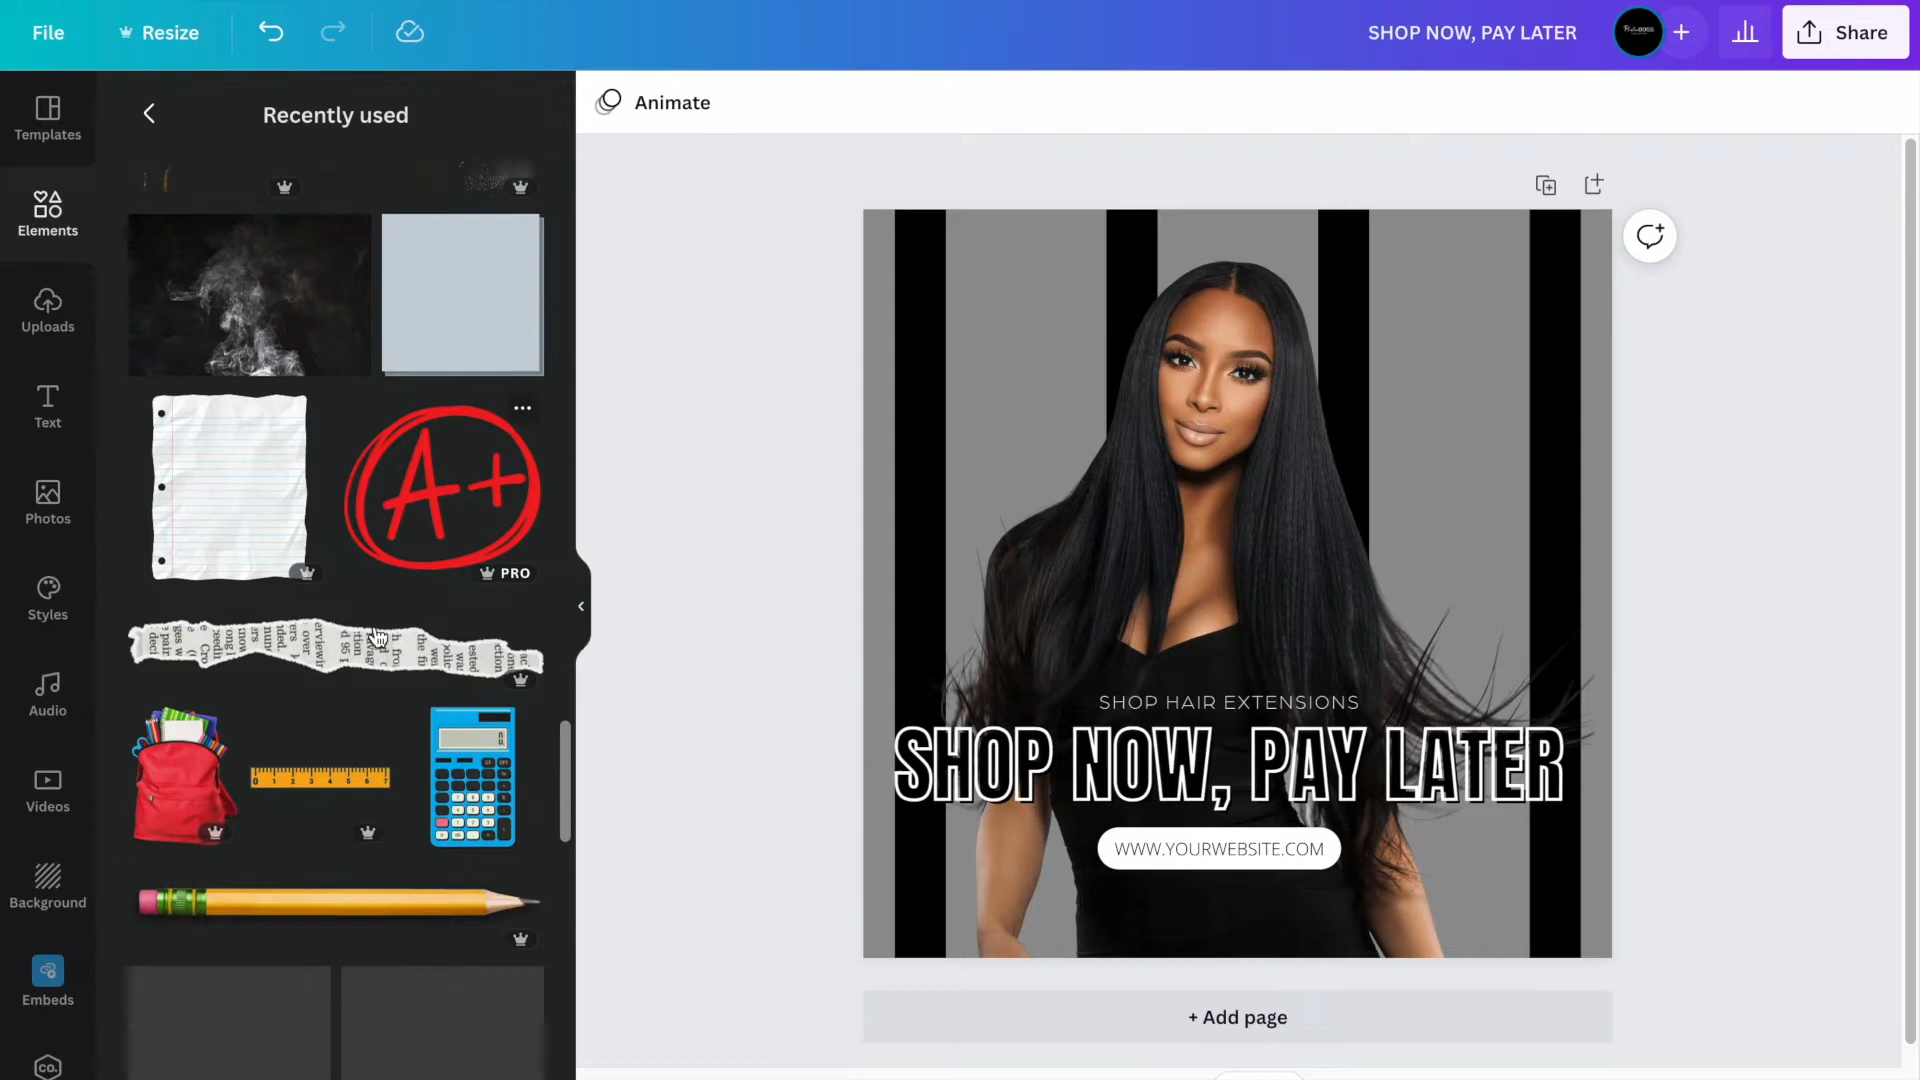 File
Resize
SHOP NOW, PAY LATER
Share
Templates
Elements
Uploads
Text
Photos
Styles
Audio
Videos
Background
Embeds
co.
Recently used
A+
PRO
Animate
SHOP HAIR EXTENSIONS
SHOP NOW, PAY LATER
WWW.YOURWEBSITE.COM
+ Add page